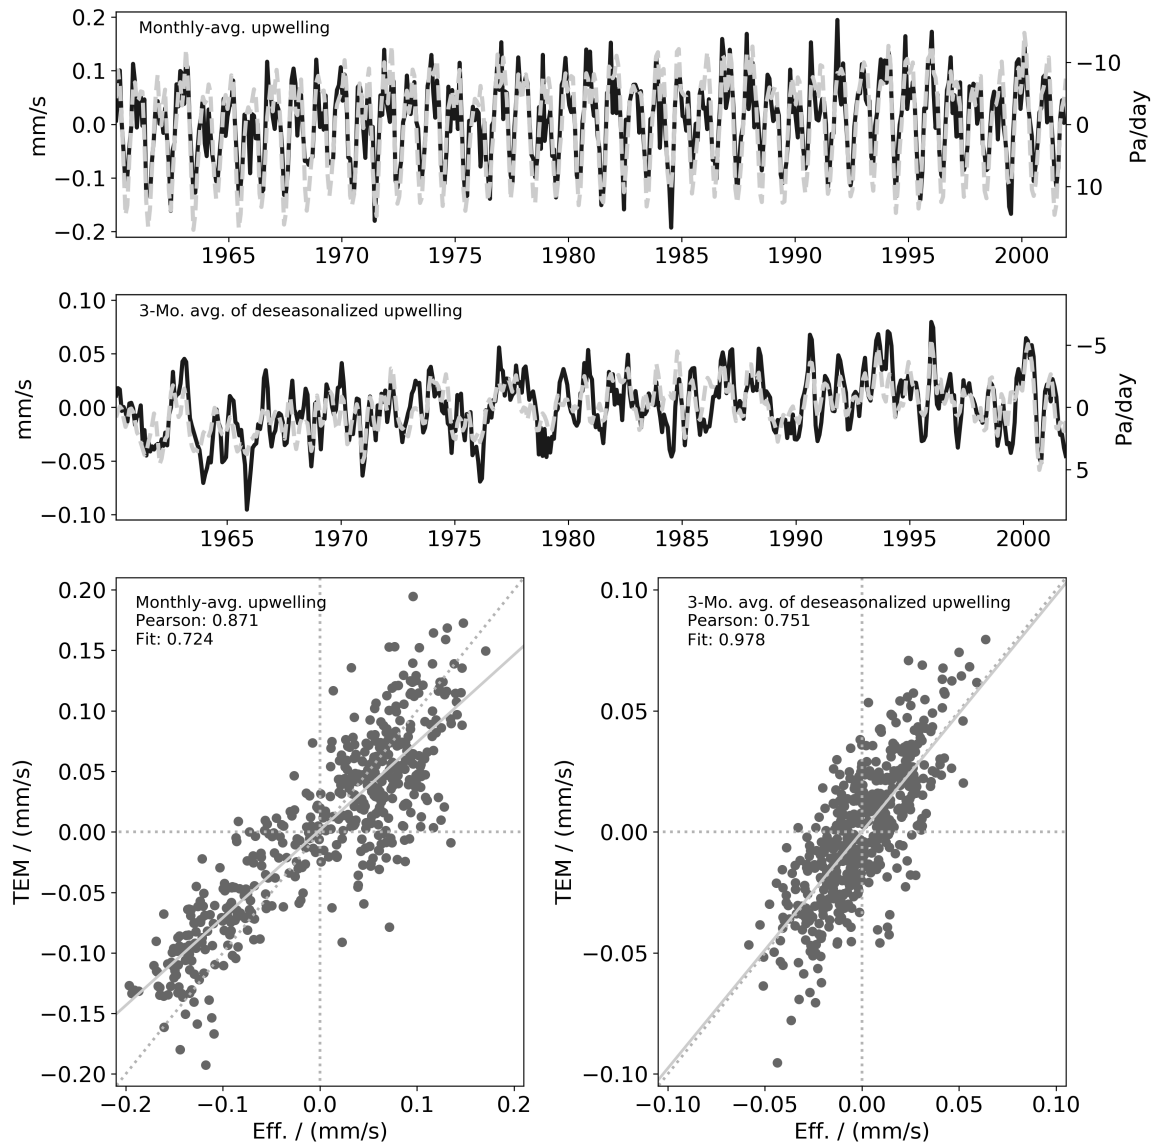 Monthly-avg. upwelling
0.2
0.1
0.0
−0.1
−0.2
mm/s
−10
0
10
Pa/day
1965 1970 1975 1980 1985 1990 1995 2000
3-Mo. avg. of deseasonalized upwelling
0.10
0.05
0.00
−0.05
−0.10
mm/s
−5
0
5
Pa/day
1965 1970 1975 1980 1985 1990 1995 2000
Monthly-avg. upwelling
Pearson: 0.871
Fit: 0.724
0.20
0.15
0.10
0.05
0.00
−0.05
−0.10
−0.15
−0.20
TEM / (mm/s)
−0.2 −0.1 0.0 0.1 0.2
Eff. / (mm/s)
3-Mo. avg. of deseasonalized upwelling
Pearson: 0.751
Fit: 0.978
0.10
0.05
0.00
−0.05
−0.10
TEM / (mm/s)
−0.10 −0.05 0.00 0.05 0.10
Eff. / (mm/s)